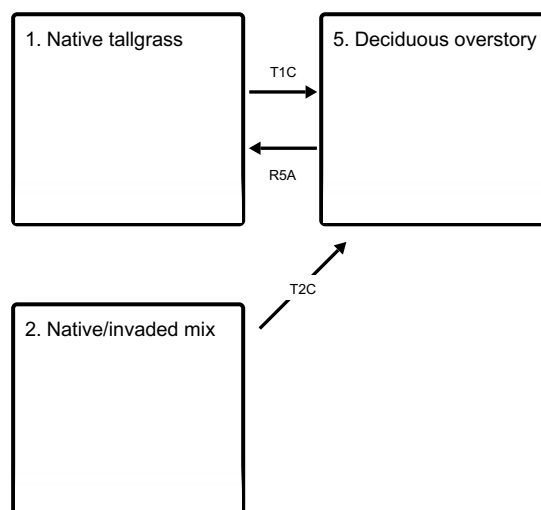 1. Native tallgrass
5. Deciduous overstory
T1C
R5A
T2C
2. Native/invaded mix